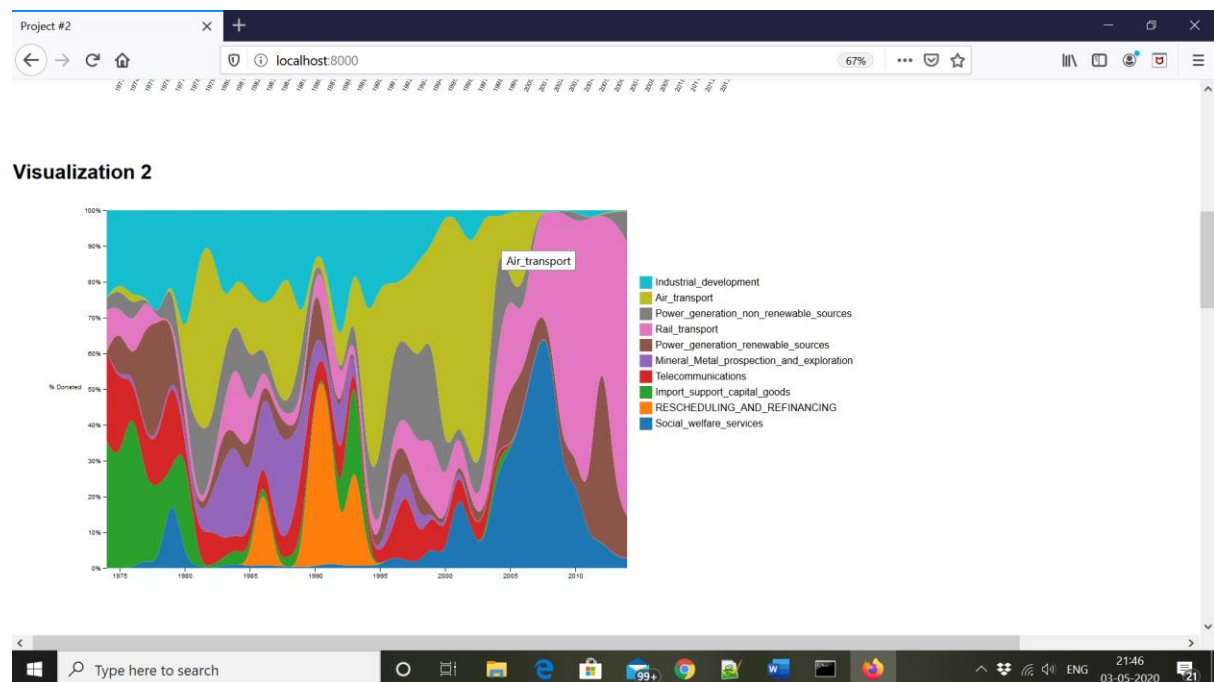 Project #2
localhost:8000
67%
Visualization 2
100%
90%
80%
70%
60%
50%
40%
30%
20%
10%
0%
% Donated
1975 1980 1985 1990 1995 2000 2005 2010
Air_transport
Industrial_development
Air_transport
Power_generation_non_renewable_sources
Rail_transport
Power_generation_renewable_sources
Mineral_Metal_prospection_and_exploration
Telecommunications
Import_support_capital_goods
RESCHEDULING_AND_REFINANCING
Social_welfare_services
Type here to search
99+
ENG
21:46
03-05-2020
21